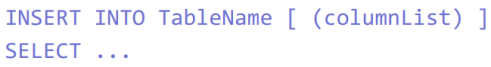 INSERT INTO TableName [ (columnList) ]
SELECT ...